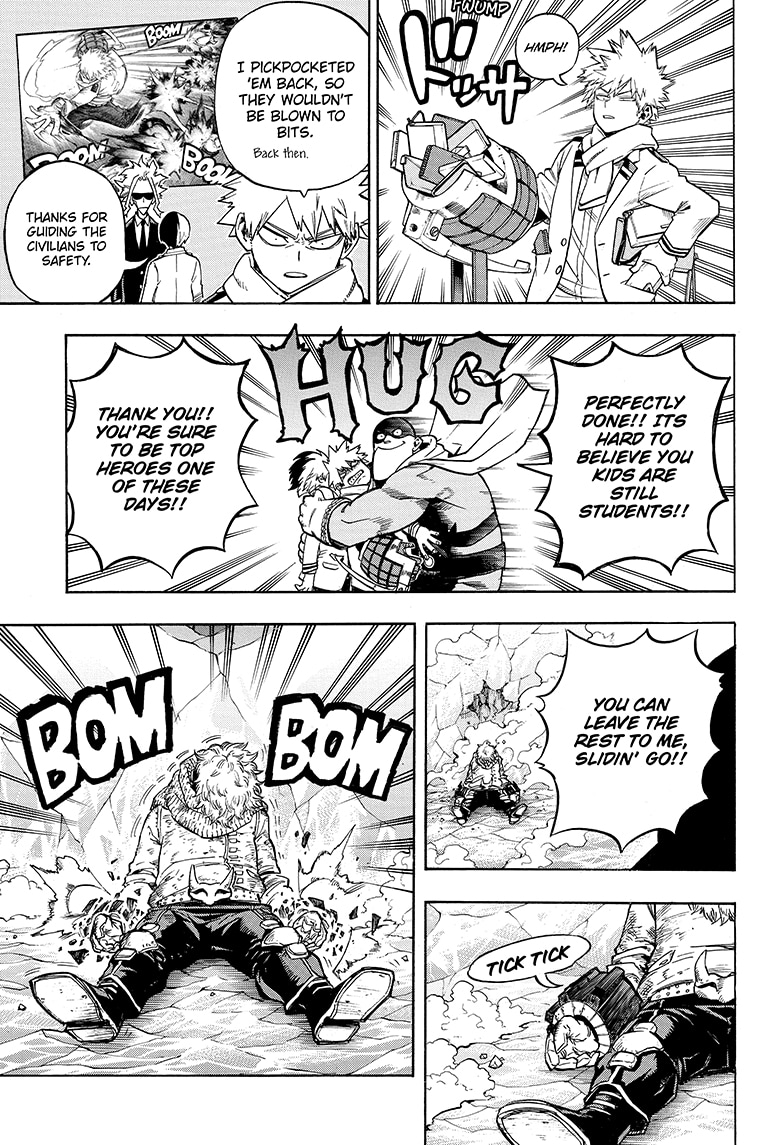 FWUMP
HMPH!
ドサッ
I PICKPOCKETED
'EM BACK, SO
THEY WOULDN'T
BE BLOWN TO
BITS.
Back then.
BOOM
BOOM
BOOM
THANKS FOR
GUIDING THE
CIVILIANS TO
SAFETY.
HUG
PERFECTLY
DONE!! IT'S
HARD TO
BELIEVE YOU
KIDS ARE
STILL
STUDENTS!!
THANK YOU!!
YOU'RE SURE
TO BE TOP
HEROES ONE
OF THESE
DAYS!!
YOU CAN
LEAVE THE
REST TO ME,
SLIDIN' GO!!
TICK TICK
BOM
BOM